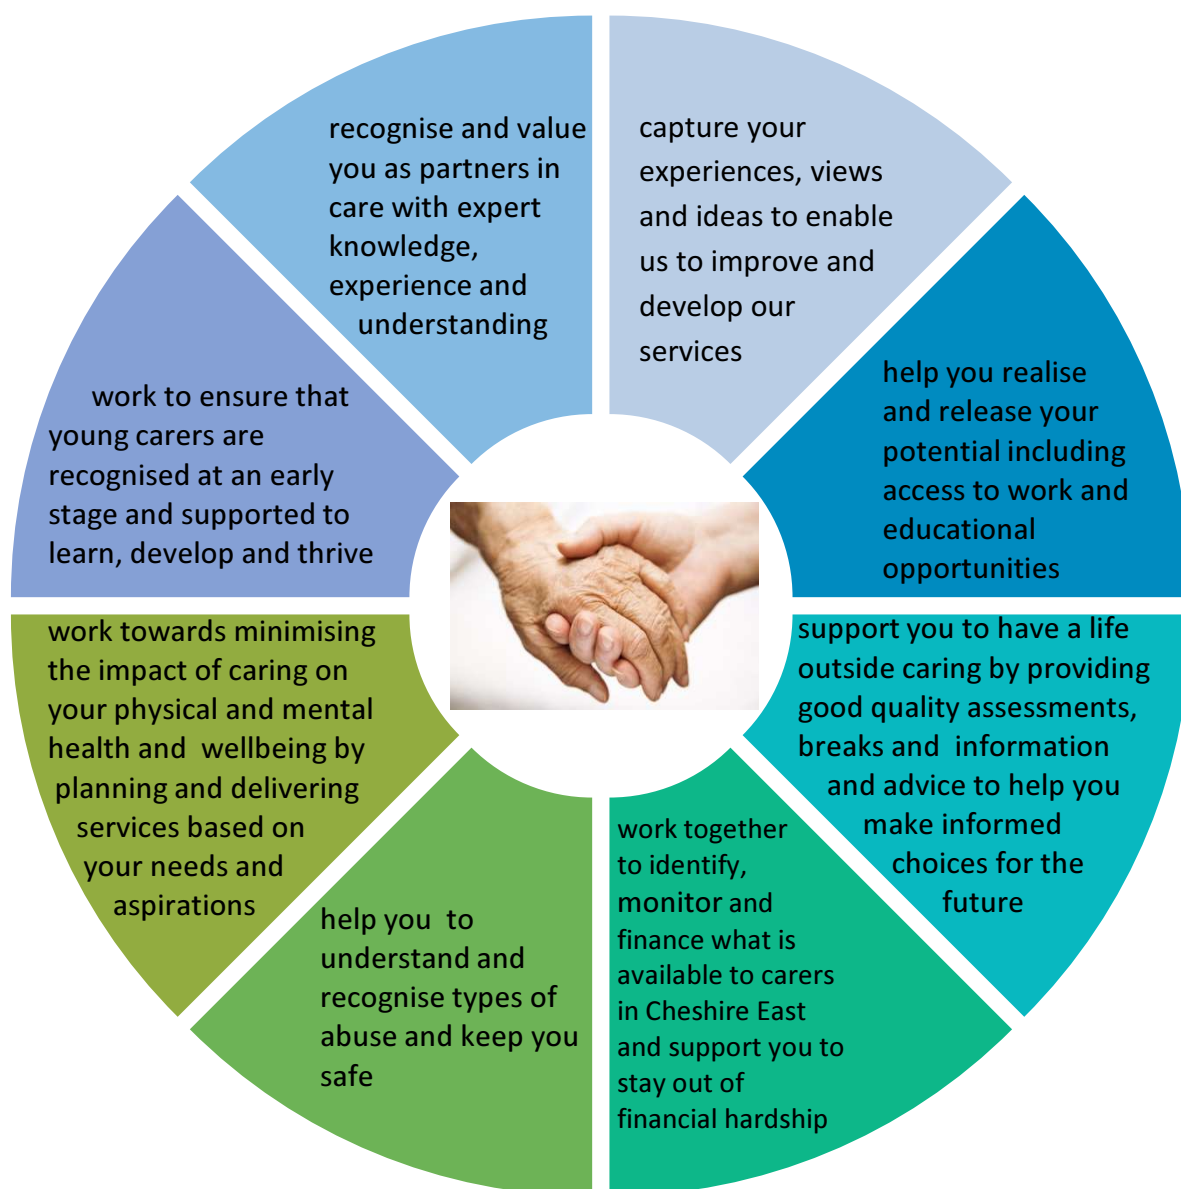 capture your
experiences, views
and ideas to enable
us to improve and
develop our
services
help you realise
and release your
potential including
access to work and
educational
opportunities
support you to have a life
outside caring by providing
good quality assessments,
breaks and  information
and advice to help you
make informed
choices for the
future
work together
to identify,
monitor and
finance what is
available to carers
in Cheshire East
and support you to
stay out of
financial hardship
help you  to
understand and
recognise types of
abuse and keep you
safe
work towards minimising
the impact of caring on
your physical and mental
health and  wellbeing by
planning and delivering
services based on
your needs and
aspirations
work to ensure that
young carers are
recognised at an early
stage and supported to
learn, develop and thrive
recognise and value
you as partners in
care with expert
knowledge,
experience and
understanding